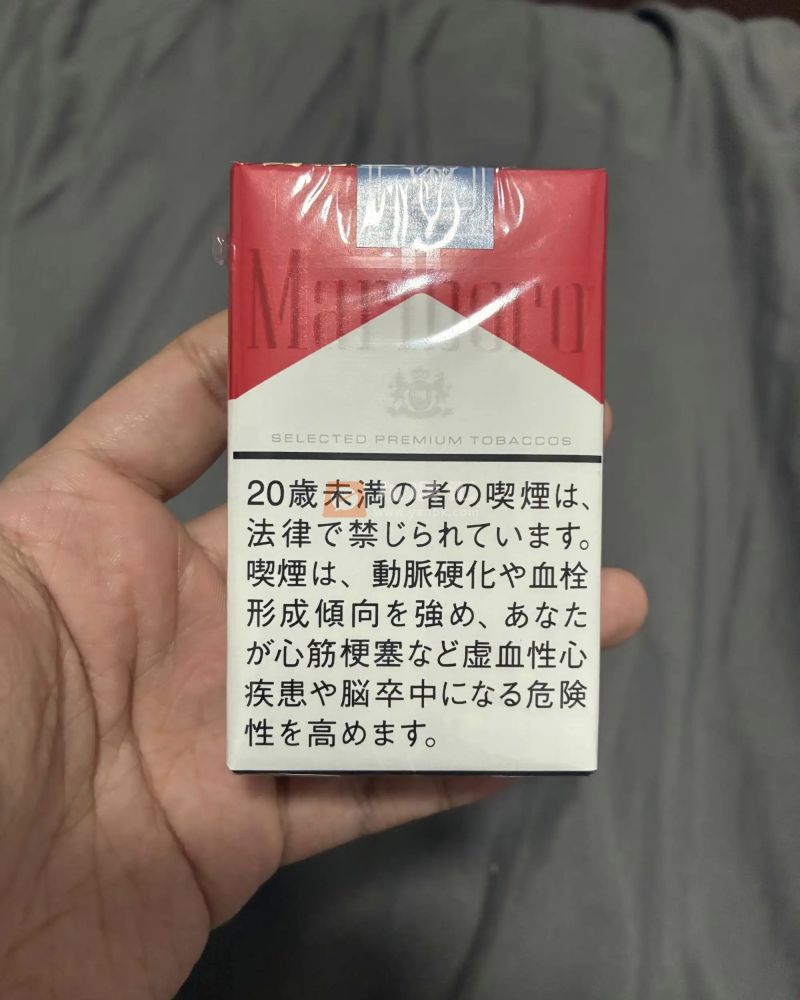 Marlboro
SELECTED PREMIUM TOBACCOS
20歳未満の者の喫煙は、
法律で禁じられています。
喫煙は、動脈硬化や血栓
形成傾向を強め、あなた
が心筋梗塞など虚血性心
疾患や脳卒中になる危険
性を高めます。